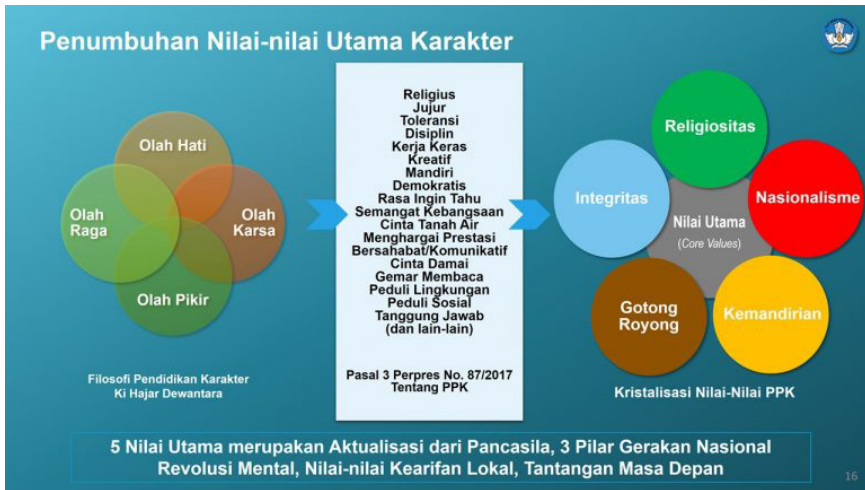 Penumbuhan Nilai-nilai Utama Karakter
Olah Hati
Olah
Raga
Olah
Karsa
Olah Pikir
Filosofi Pendidikan Karakter
Ki Hajar Dewantara
Religius
Jujur
Toleransi
Disiplin
Kerja Keras
Kreatif
Mandiri
Demokratis
Rasa Ingin Tahu
Semangat Kebangsaan
Cinta Tanah Air
Menghargai Prestasi
Bersahabat/Komunikatif
Cinta Damai
Gemar Membaca
Peduli Lingkungan
Peduli Sosial
Tanggung Jawab
(dan lain-lain)
Pasal 3 Perpres No. 87/2017
Tentang PPK
Religiositas
Integritas
Nasionalisme
Nilai Utama
(Core Values)
Gotong
Royong
Kemandirian
Kristalisasi Nilai-Nilai PPK
5 Nilai Utama merupakan Aktualisasi dari Pancasila, 3 Pilar Gerakan Nasional
Revolusi Mental, Nilai-nilai Kearifan Lokal, Tantangan Masa Depan
16